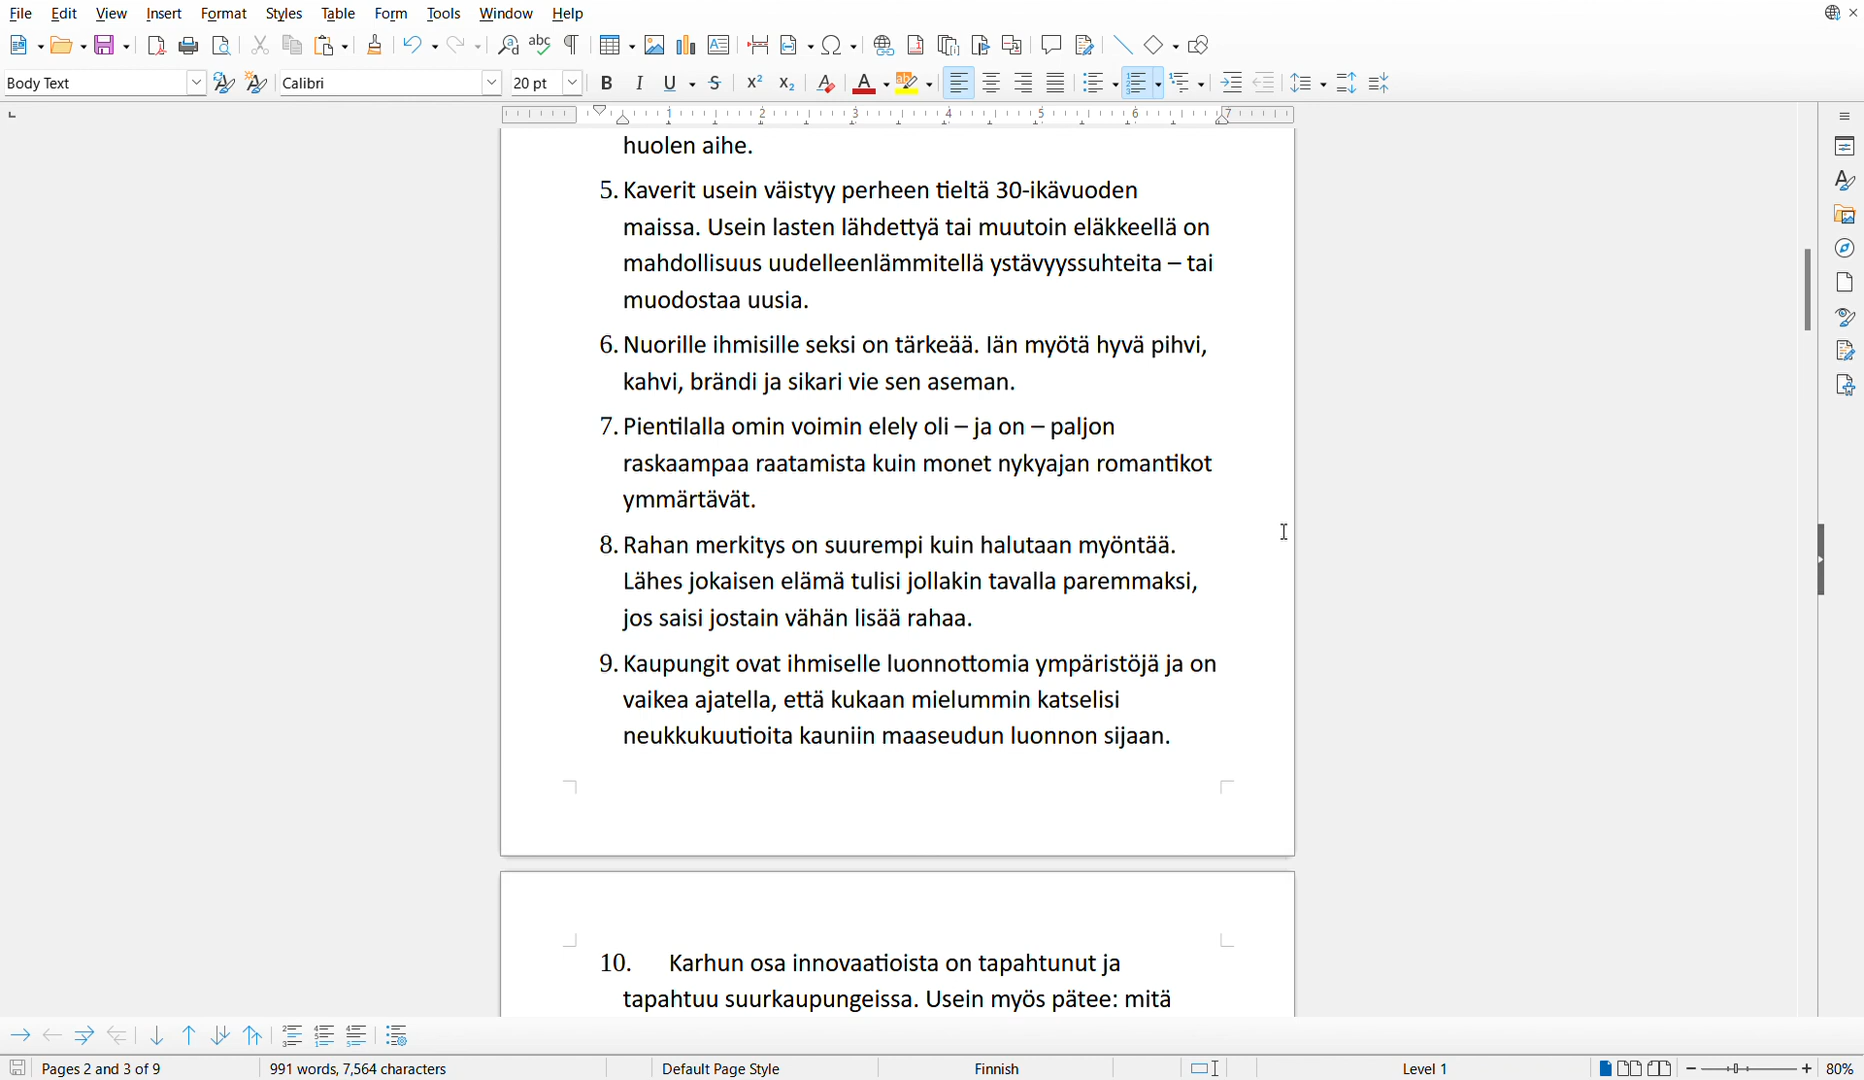 File Edit View Insert Format Styles Table Form Tools Window Help
Body Text Calibri 20 pt
1 2 3 4 5 6 7
huolen aihe.
5. Kaverit usein väistyy perheen tieltä 30-ikävuoden
maissa. Usein lasten lähdettyä tai muutoin eläkkeellä on
mahdollisuus uudelleenlämmitellä ystävyyssuhteita – tai
muodostaa uusia.
6. Nuorille ihmisille seksi on tärkeää. Iän myötä hyvä pihvi,
kahvi, brändi ja sikari vie sen aseman.
7. Pientilalla omin voimin elely oli – ja on – paljon
raskaampaa raatamista kuin monet nykyajan romantikot
ymmärtävät.
8. Rahan merkitys on suurempi kuin halutaan myöntää.
Lähes jokaisen elämä tulisi jollakin tavalla paremmaksi,
jos saisi jostain vähän lisää rahaa.
9. Kaupungit ovat ihmiselle luonnottomia ympäristöjä ja on
vaikea ajatella, että kukaan mielummin katselisi
neukkukuutioita kauniin maaseudun luonnon sijaan.
10. Karhun osa innovaatioista on tapahtunut ja
tapahtuu suurkaupungeissa. Usein myös pätee: mitä
Pages 2 and 3 of 9 991 words, 7,564 characters Default Page Style Finnish Level 1 80%